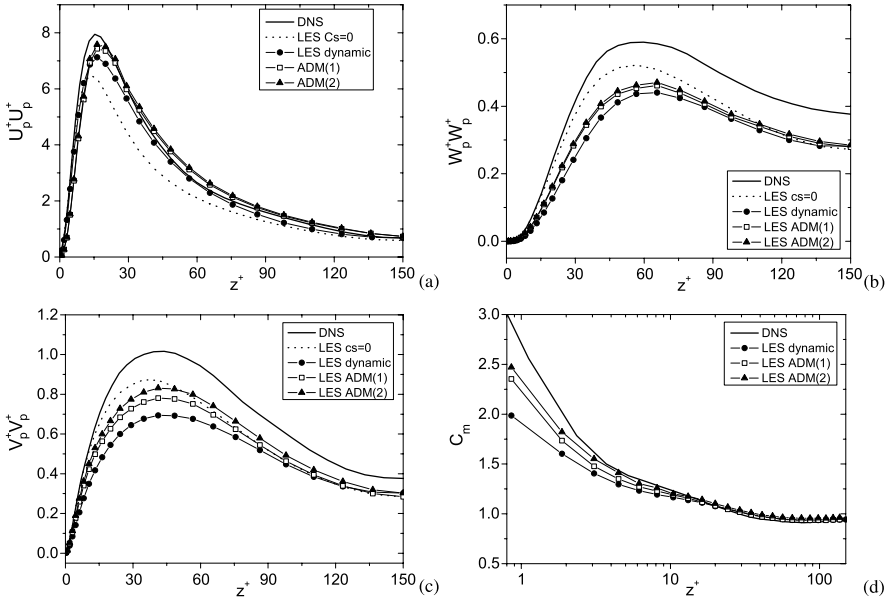 DNS
LES Cs=0
LES dynamic
ADM(1)
ADM(2)
8
6
4
2
0
U⁺ₚU⁺ₚ
0 30 60 90 120 150
z⁺
(a)
DNS
LES cs=0
LES dynamic
LES ADM(1)
LES ADM(2)
0.6
0.4
0.2
0.0
W⁺ₚW⁺ₚ
0 30 60 90 120 150
z⁺
(b)
DNS
LES cs=0
LES dynamic
LES ADM(1)
LES ADM(2)
1.2
1.0
0.8
0.6
0.4
0.2
0.0
V⁺ₚV⁺ₚ
0 30 60 90 120 150
z⁺
(c)
DNS
LES dynamic
LES ADM(1)
LES ADM(2)
3.0
2.5
2.0
1.5
1.0
0.5
Cₘ
1 10 100
z⁺
(d)